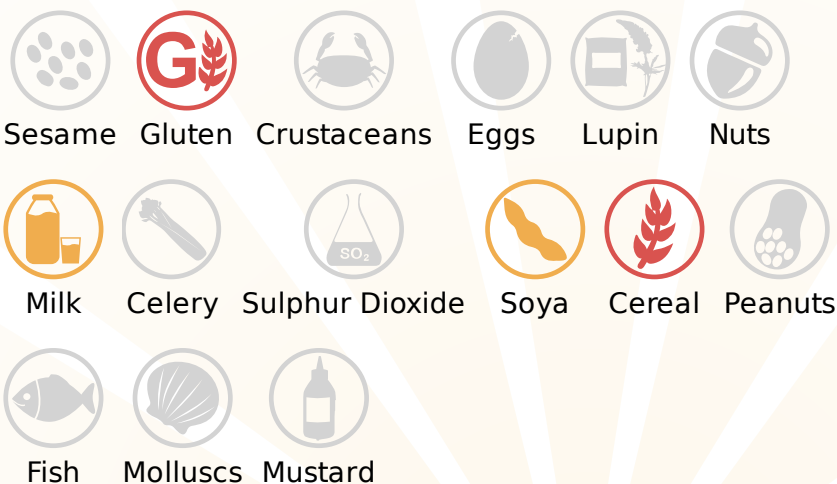 G
Sesame Gluten Crustaceans Eggs Lupin Nuts
SO₂
Milk Celery Sulphur Dioxide Soya Cereal Peanuts
Fish Molluscs Mustard